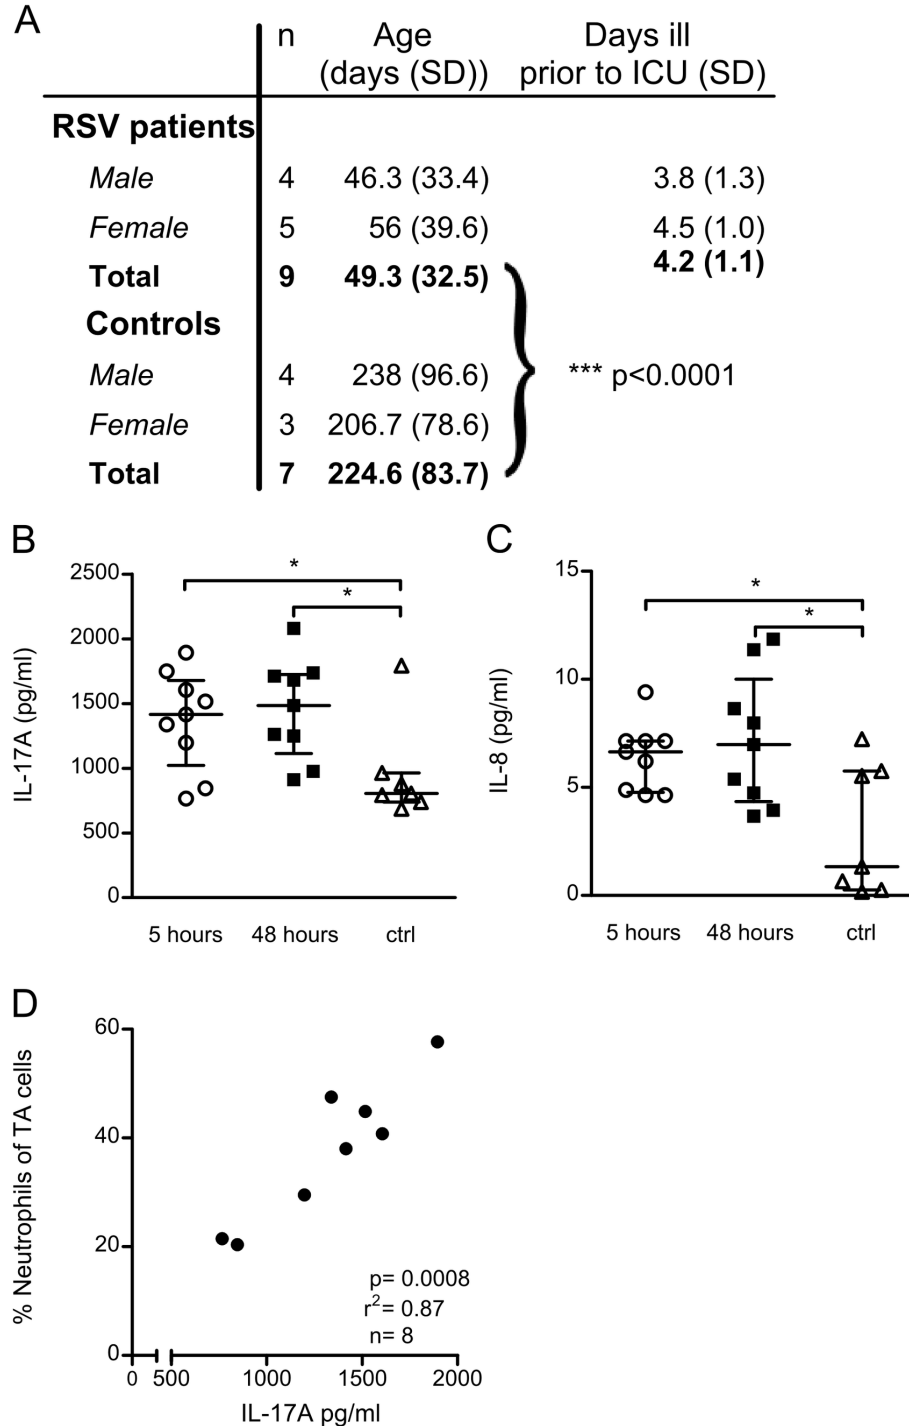 A
n Age Days ill
(days (SD)) prior to ICU (SD)
RSV patients
Male 4 46.3 (33.4) 3.8 (1.3)
Female 5 56 (39.6) 4.5 (1.0)
Total 9 49.3 (32.5) 4.2 (1.1)
Controls
Male 4 238 (96.6) *** p<0.0001
Female 3 206.7 (78.6)
Total 7 224.6 (83.7)
B
IL-17A (pg/ml)
2500
2000
1500
1000
500
0
*
*
5 hours 48 hours ctrl
C
IL-8 (pg/ml)
15
10
5
0
*
*
5 hours 48 hours ctrl
D
% Neutrophils of TA cells
60
40
20
0
p= 0.0008
r²= 0.87
n= 8
0 500 1000 1500 2000
IL-17A pg/ml